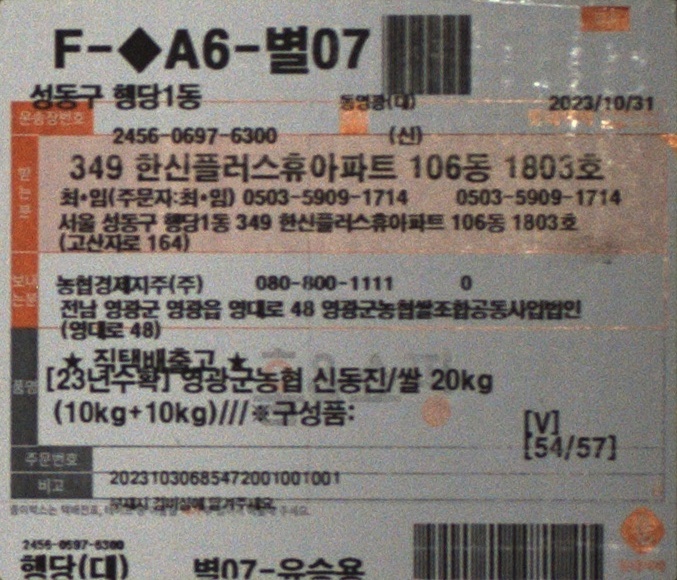 F-◆A6-별07
성동구 행당1동 동영광(대) 2023/10/31
운송장번호 2456-0697-6300 (신)
받는분
349 한신플러스휴아파트 106동 1803호
최*임(주문자:최*임) 0503-5909-1714 0503-5909-1714
서울 성동구 행당1동 349 한신플러스휴아파트 106동 1803호
(고산자로 164)
보내는분
농협경제지주(주) 080-800-1111 0
전남 영광군 영광읍 영대로 48 영광군농협쌀조합공동사업법인
(영대로 48)
품명
★ 직택배출고 ★
[23년수확] 영광군농협 신동진/쌀 20kg
(10kg+10kg)///※구성품:
[V]
[54/57]
주문번호
비고 20231030685472001001001
2456-0697-6300
행당(대) 별07-유승용